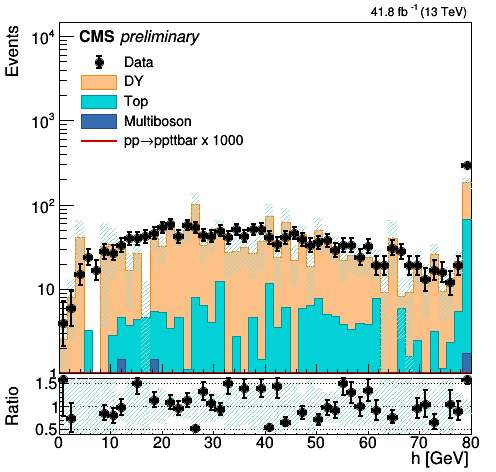 41.8 fb⁻¹ (13 TeV)
CMS preliminary
Data
DY
Top
Multiboson
pp→ppttbar x 1000
Events
10⁴
10³
10²
10
1
Ratio
1.5
1
0.5
0 10 20 30 40 50 60 70 80
h [GeV]